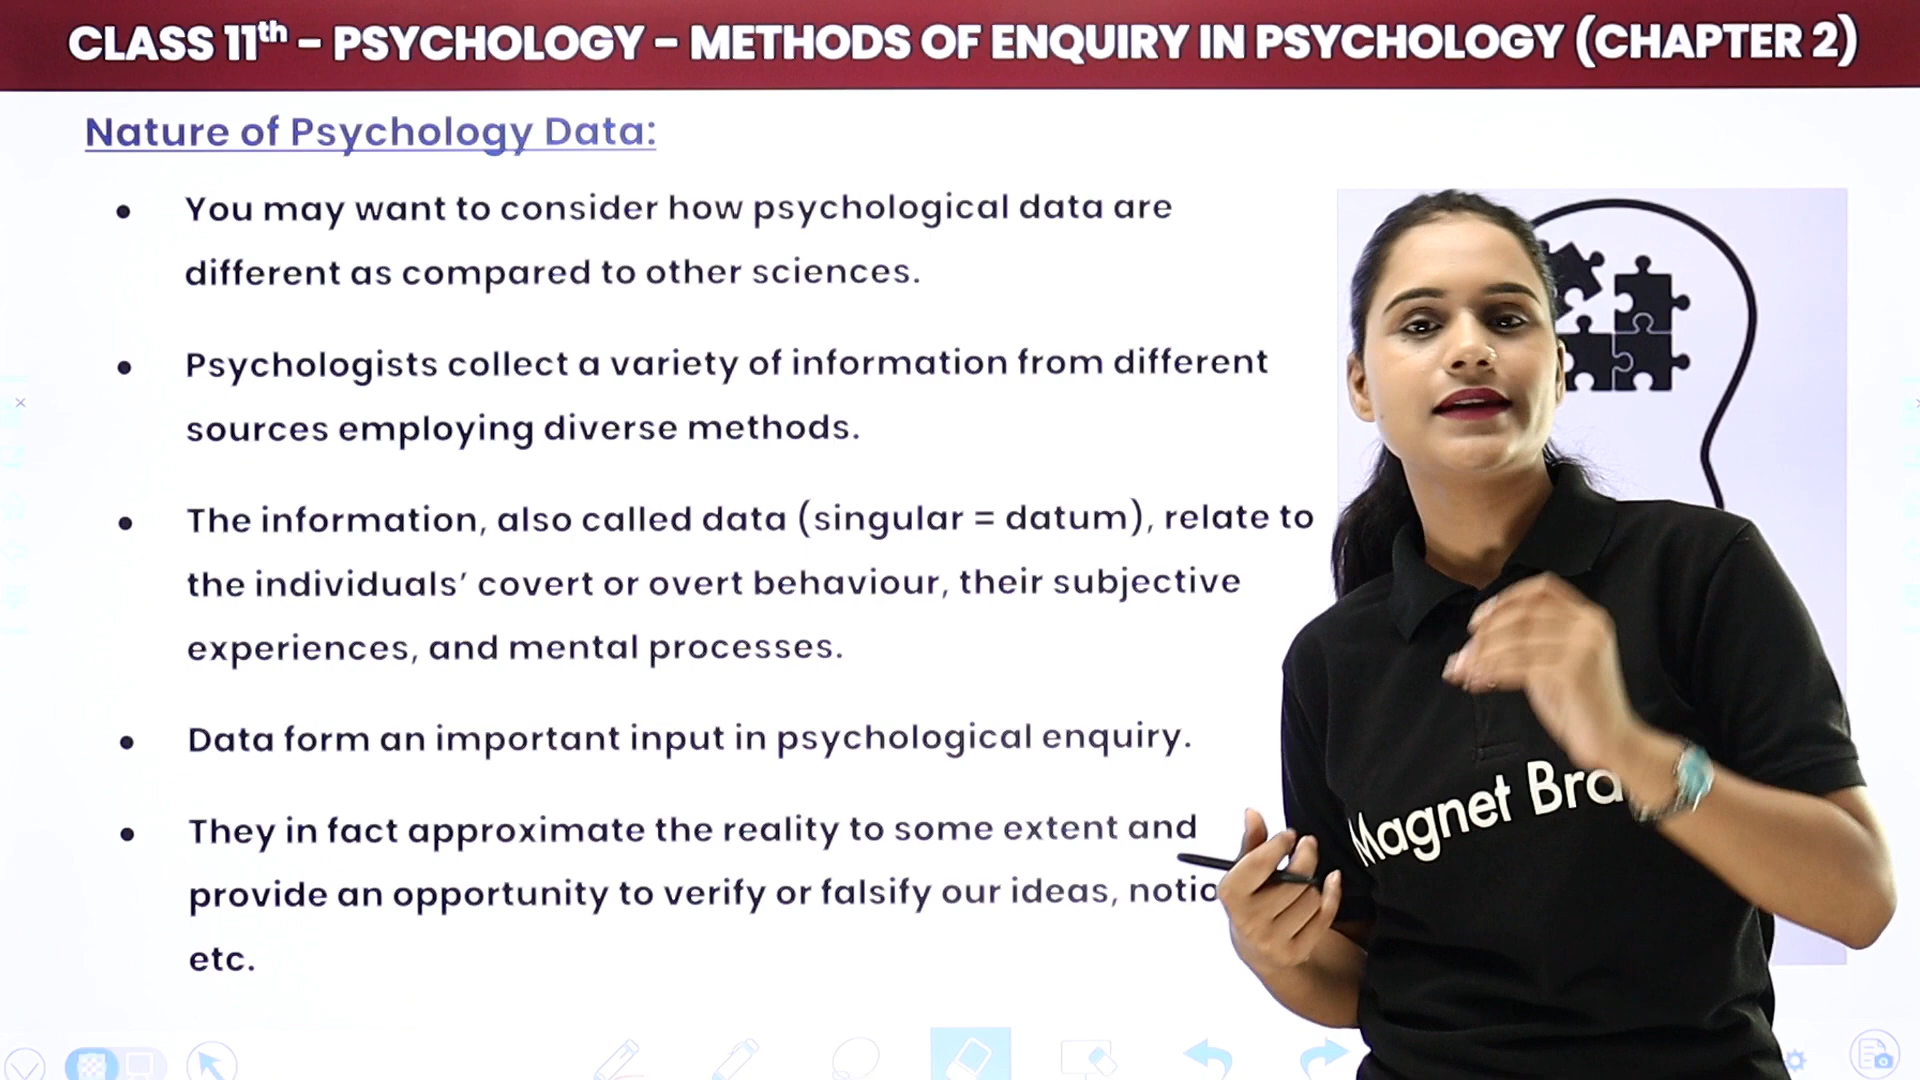 CLASS 11th – PSYCHOLOGY – METHODS OF ENQUIRY IN PSYCHOLOGY (CHAPTER 2)
Nature of Psychology Data:
• You may want to consider how psychological data are
different as compared to other sciences.
• Psychologists collect a variety of information from different
sources employing diverse methods.
• The information, also called data (singular = datum), relate to
the individuals’ covert or overt behaviour, their subjective
experiences, and mental processes.
• Data form an important input in psychological enquiry.
• They in fact approximate the reality to some extent and
provide an opportunity to verify or falsify our ideas,
etc.
Magnet